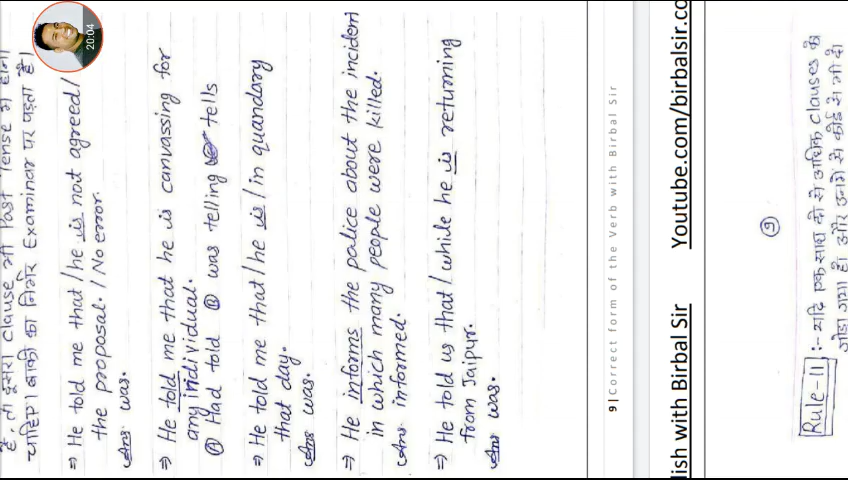 है, तो दूसरा Clause भी Past Tense में होना
चाहिए। बाकी का निर्भर Examiner पर पड़ता है।
⇒ He told me that / he is not agreed /
the proposal. / No error.
Ans was.
⇒ He told me that he is canvassing for
any individual.
Ⓐ Had told Ⓑ was telling tells
⇒ He told me that / he is / in quandary
that day.
Ans was.
⇒ He informs the police about the incident
in which many people were killed.
Ans. informed.
⇒ He told us that / while he is returning
from Jaipur.
Ans was.
9 | Correct form of the Verb with Birbal Sir
lish with Birbal Sir Youtube.com/birbalsir.co
⑨
Rule-11 :- यदि एक साथ दो से अधिक clauses को
जोड़ा गया हो और उनमें से कोई से भी दो
20:04